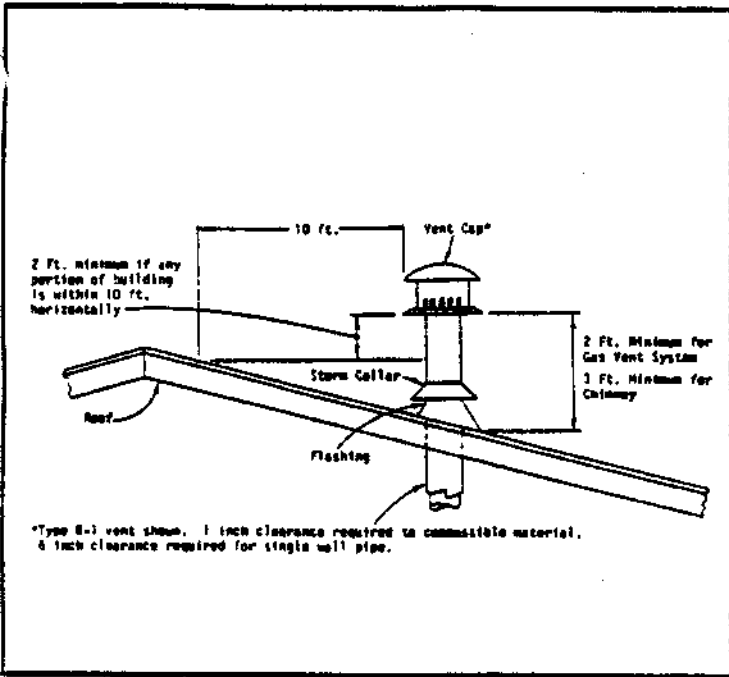 10 ft.
Vent Cap*
2 Ft. minimum if any
portion of building
is within 10 ft.
horizontally
2 Ft. Minimum for
Gas Vent System
3 Ft. Minimum for
Chimney
Storm Collar
Roof
Flashing
*Type B-1 vent shown. 1 inch clearance required to combustible material.
6 inch clearance required for single wall pipe.